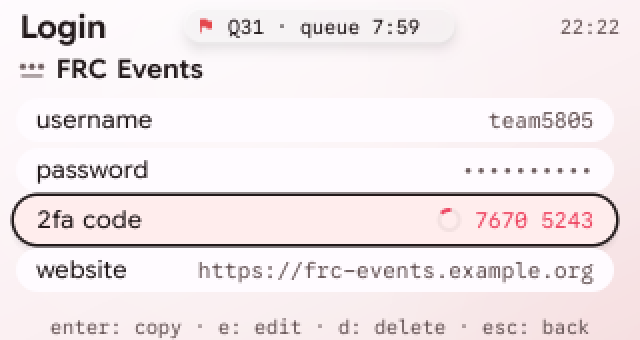 Login
Q31 · queue 7:59
22:22
FRC Events
username team5805
password ••••••••••
2fa code 7670 5243
website https://frc-events.example.org
enter: copy · e: edit · d: delete · esc: back